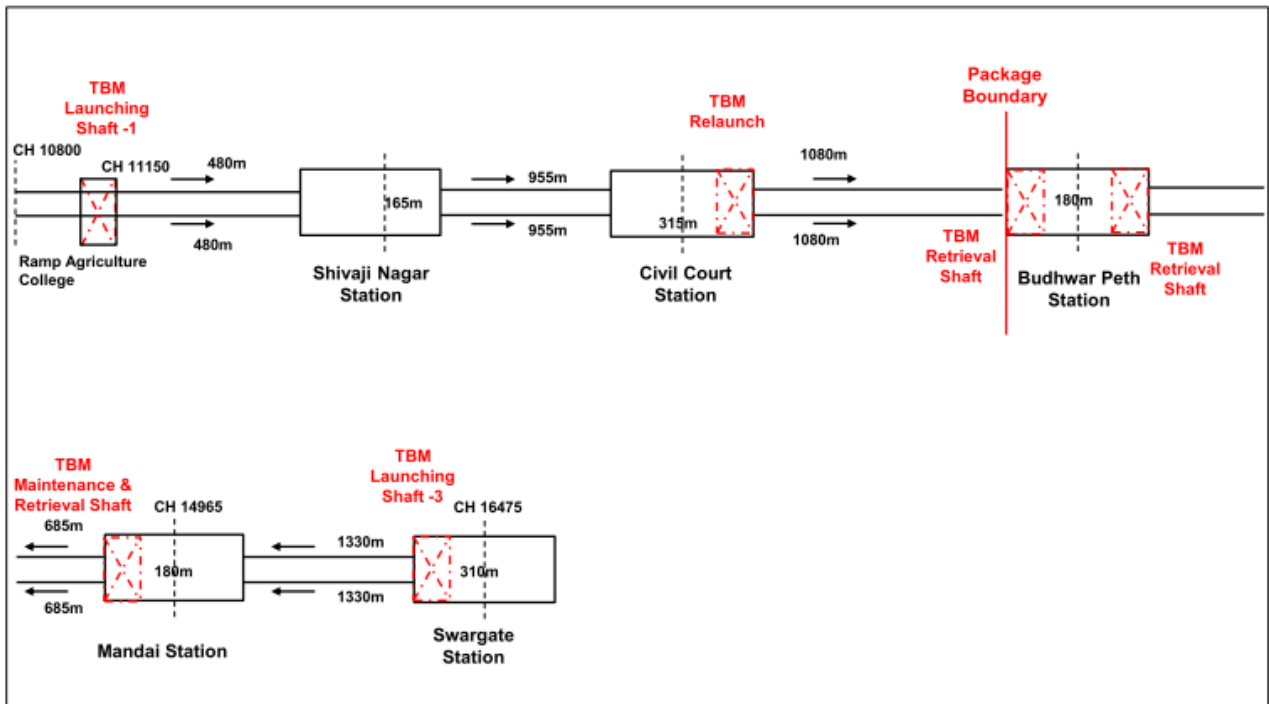 TBM
Launching
Shaft -1
CH 10800
CH 11150
480m
480m
Ramp Agriculture
College
165m
Shivaji Nagar
Station
955m
955m
TBM
Relaunch
315m
Civil Court
Station
1080m
1080m
Package
Boundary
TBM
Retrieval
Shaft
180m
Budhwar Peth
Station
TBM
Retrieval
Shaft
TBM
Maintenance &
Retrieval Shaft
685m
685m
CH 14965
180m
Mandai Station
1330m
1330m
TBM
Launching
Shaft -3
CH 16475
310m
Swargate
Station